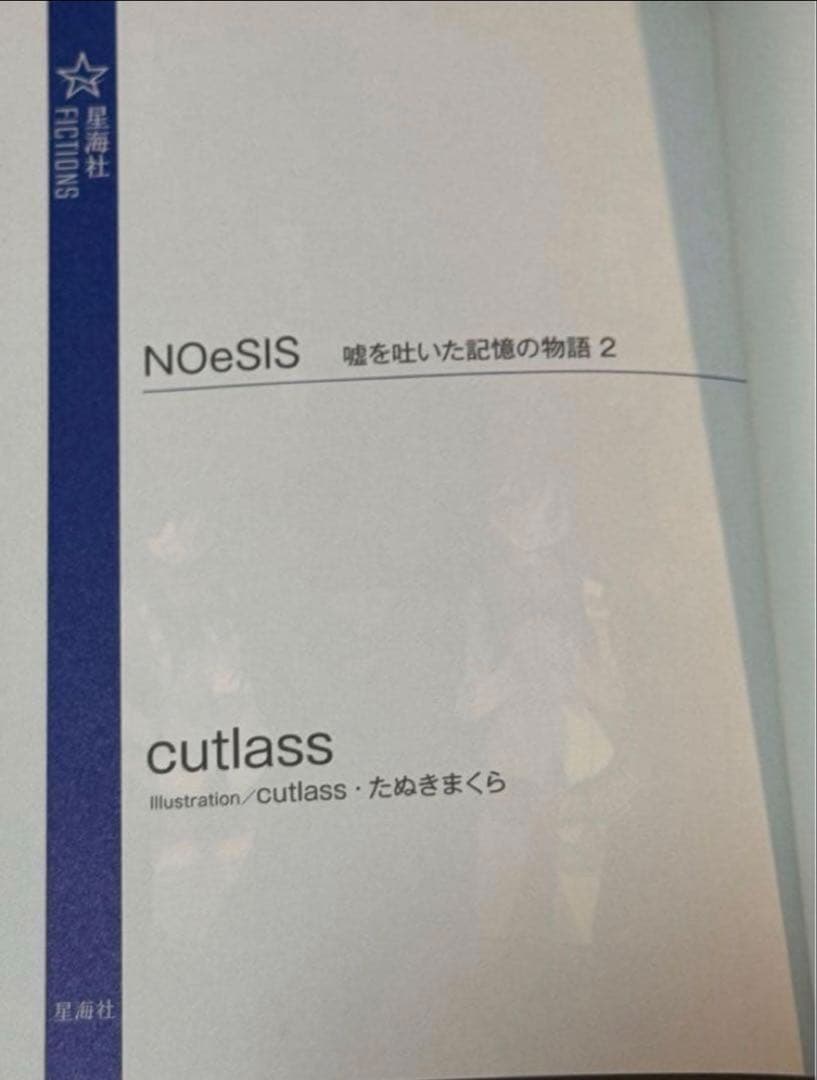 星海社
FICTIONS
NOeSIS 嘘を吐いた記憶の物語 2
cutlass
Illustration/cutlass・たぬきまくら
星海社